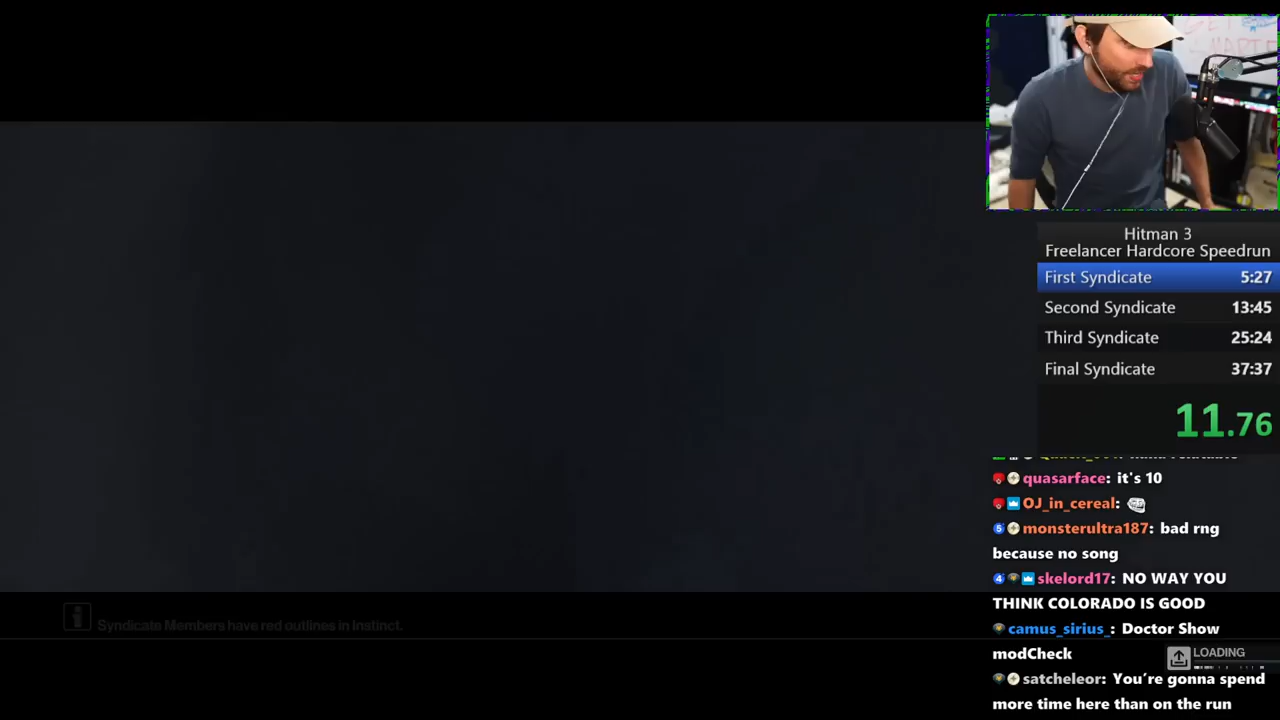 Hitman 3
Freelancer Hardcore Speedrun
First Syndicate 5:27
Second Syndicate 13:45
Third Syndicate 25:24
Final Syndicate 37:37
11.76
quasarface: it's 10
OJ_in_cereal:
monsterultra187: bad rng
because no song
skelord17: NO WAY YOU
THINK COLORADO IS GOOD
camus_sirius_: Doctor Show
modCheck
LOADING
satcheleor: You're gonna spend
more time here than on the run
Syndicate Members have red outlines in Instinct.